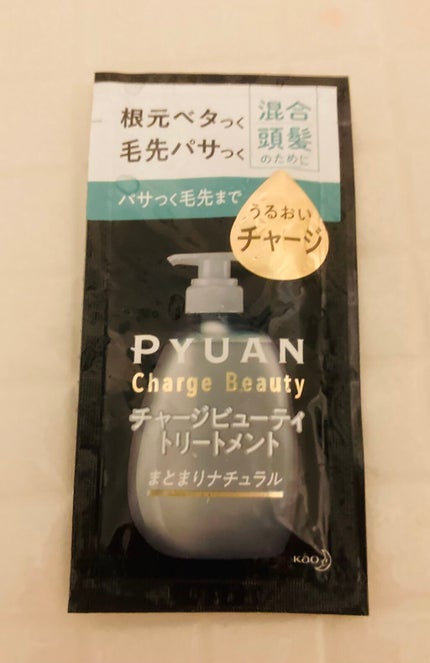 根元ベタつく
毛先パサつく
混合
頭髪
のために
パサつく毛先まで
うるおい
チャージ
PYUAN
Charge Beauty
チャージビューティ
トリートメント
まとまりナチュラル
Kao